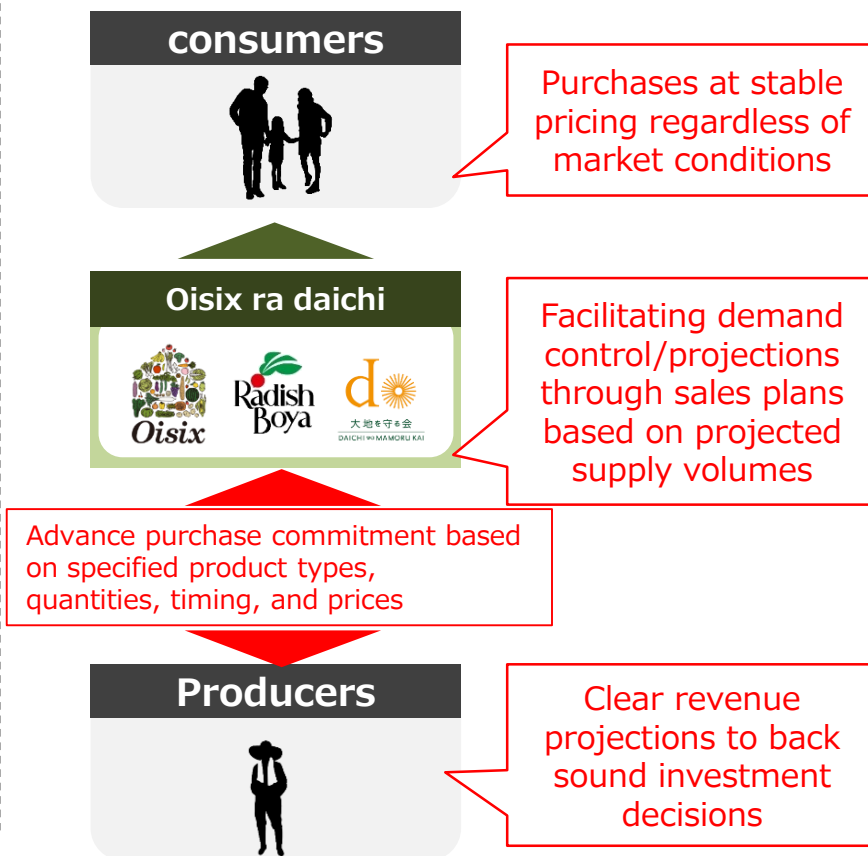 consumers
Purchases at stable
pricing regardless of
market conditions
Oisix ra daichi
Oisix
Radish
Boya
do
大地を守る会
DAICHI WO MAMORU KAI
Facilitating demand
control/projections
through sales plans
based on projected
supply volumes
Advance purchase commitment based
on specified product types,
quantities, timing, and prices
Producers
Clear revenue
projections to back
sound investment
decisions